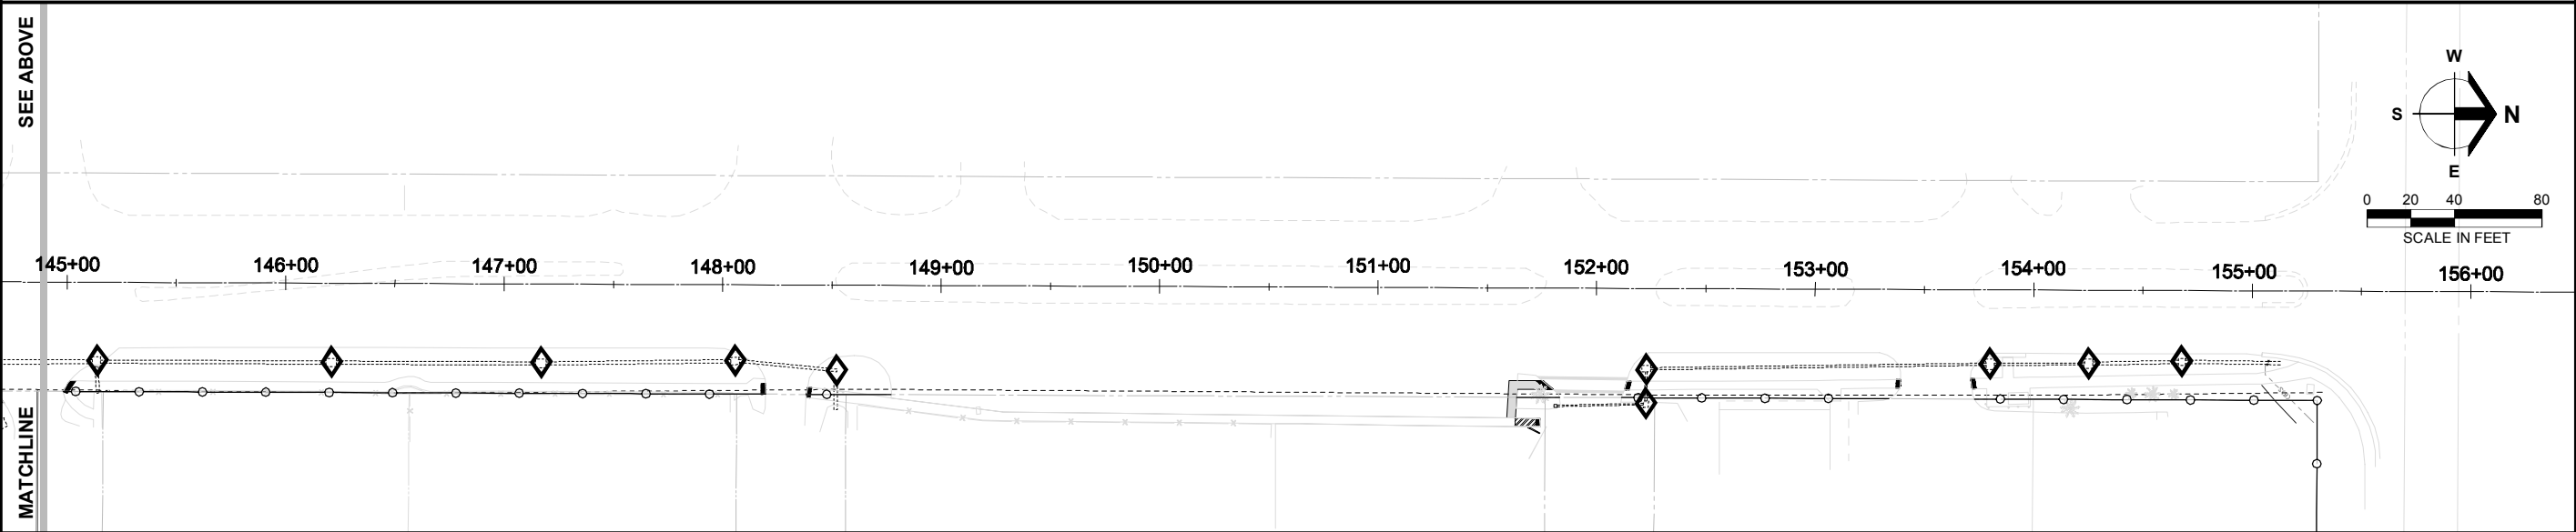 SEE ABOVE
MATCHLINE
145+00 146+00 147+00 148+00 149+00 150+00 151+00 152+00 153+00 154+00 155+00 156+00
W
S N
E
0 20 40 80
SCALE IN FEET